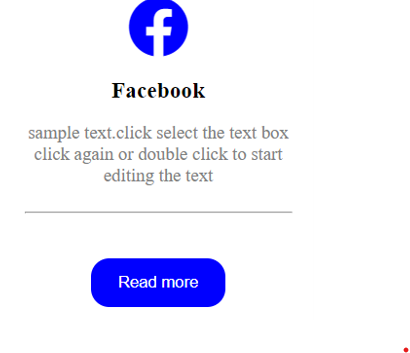 Facebook
sample text.click select the text box
click again or double click to start
editing the text
Read more